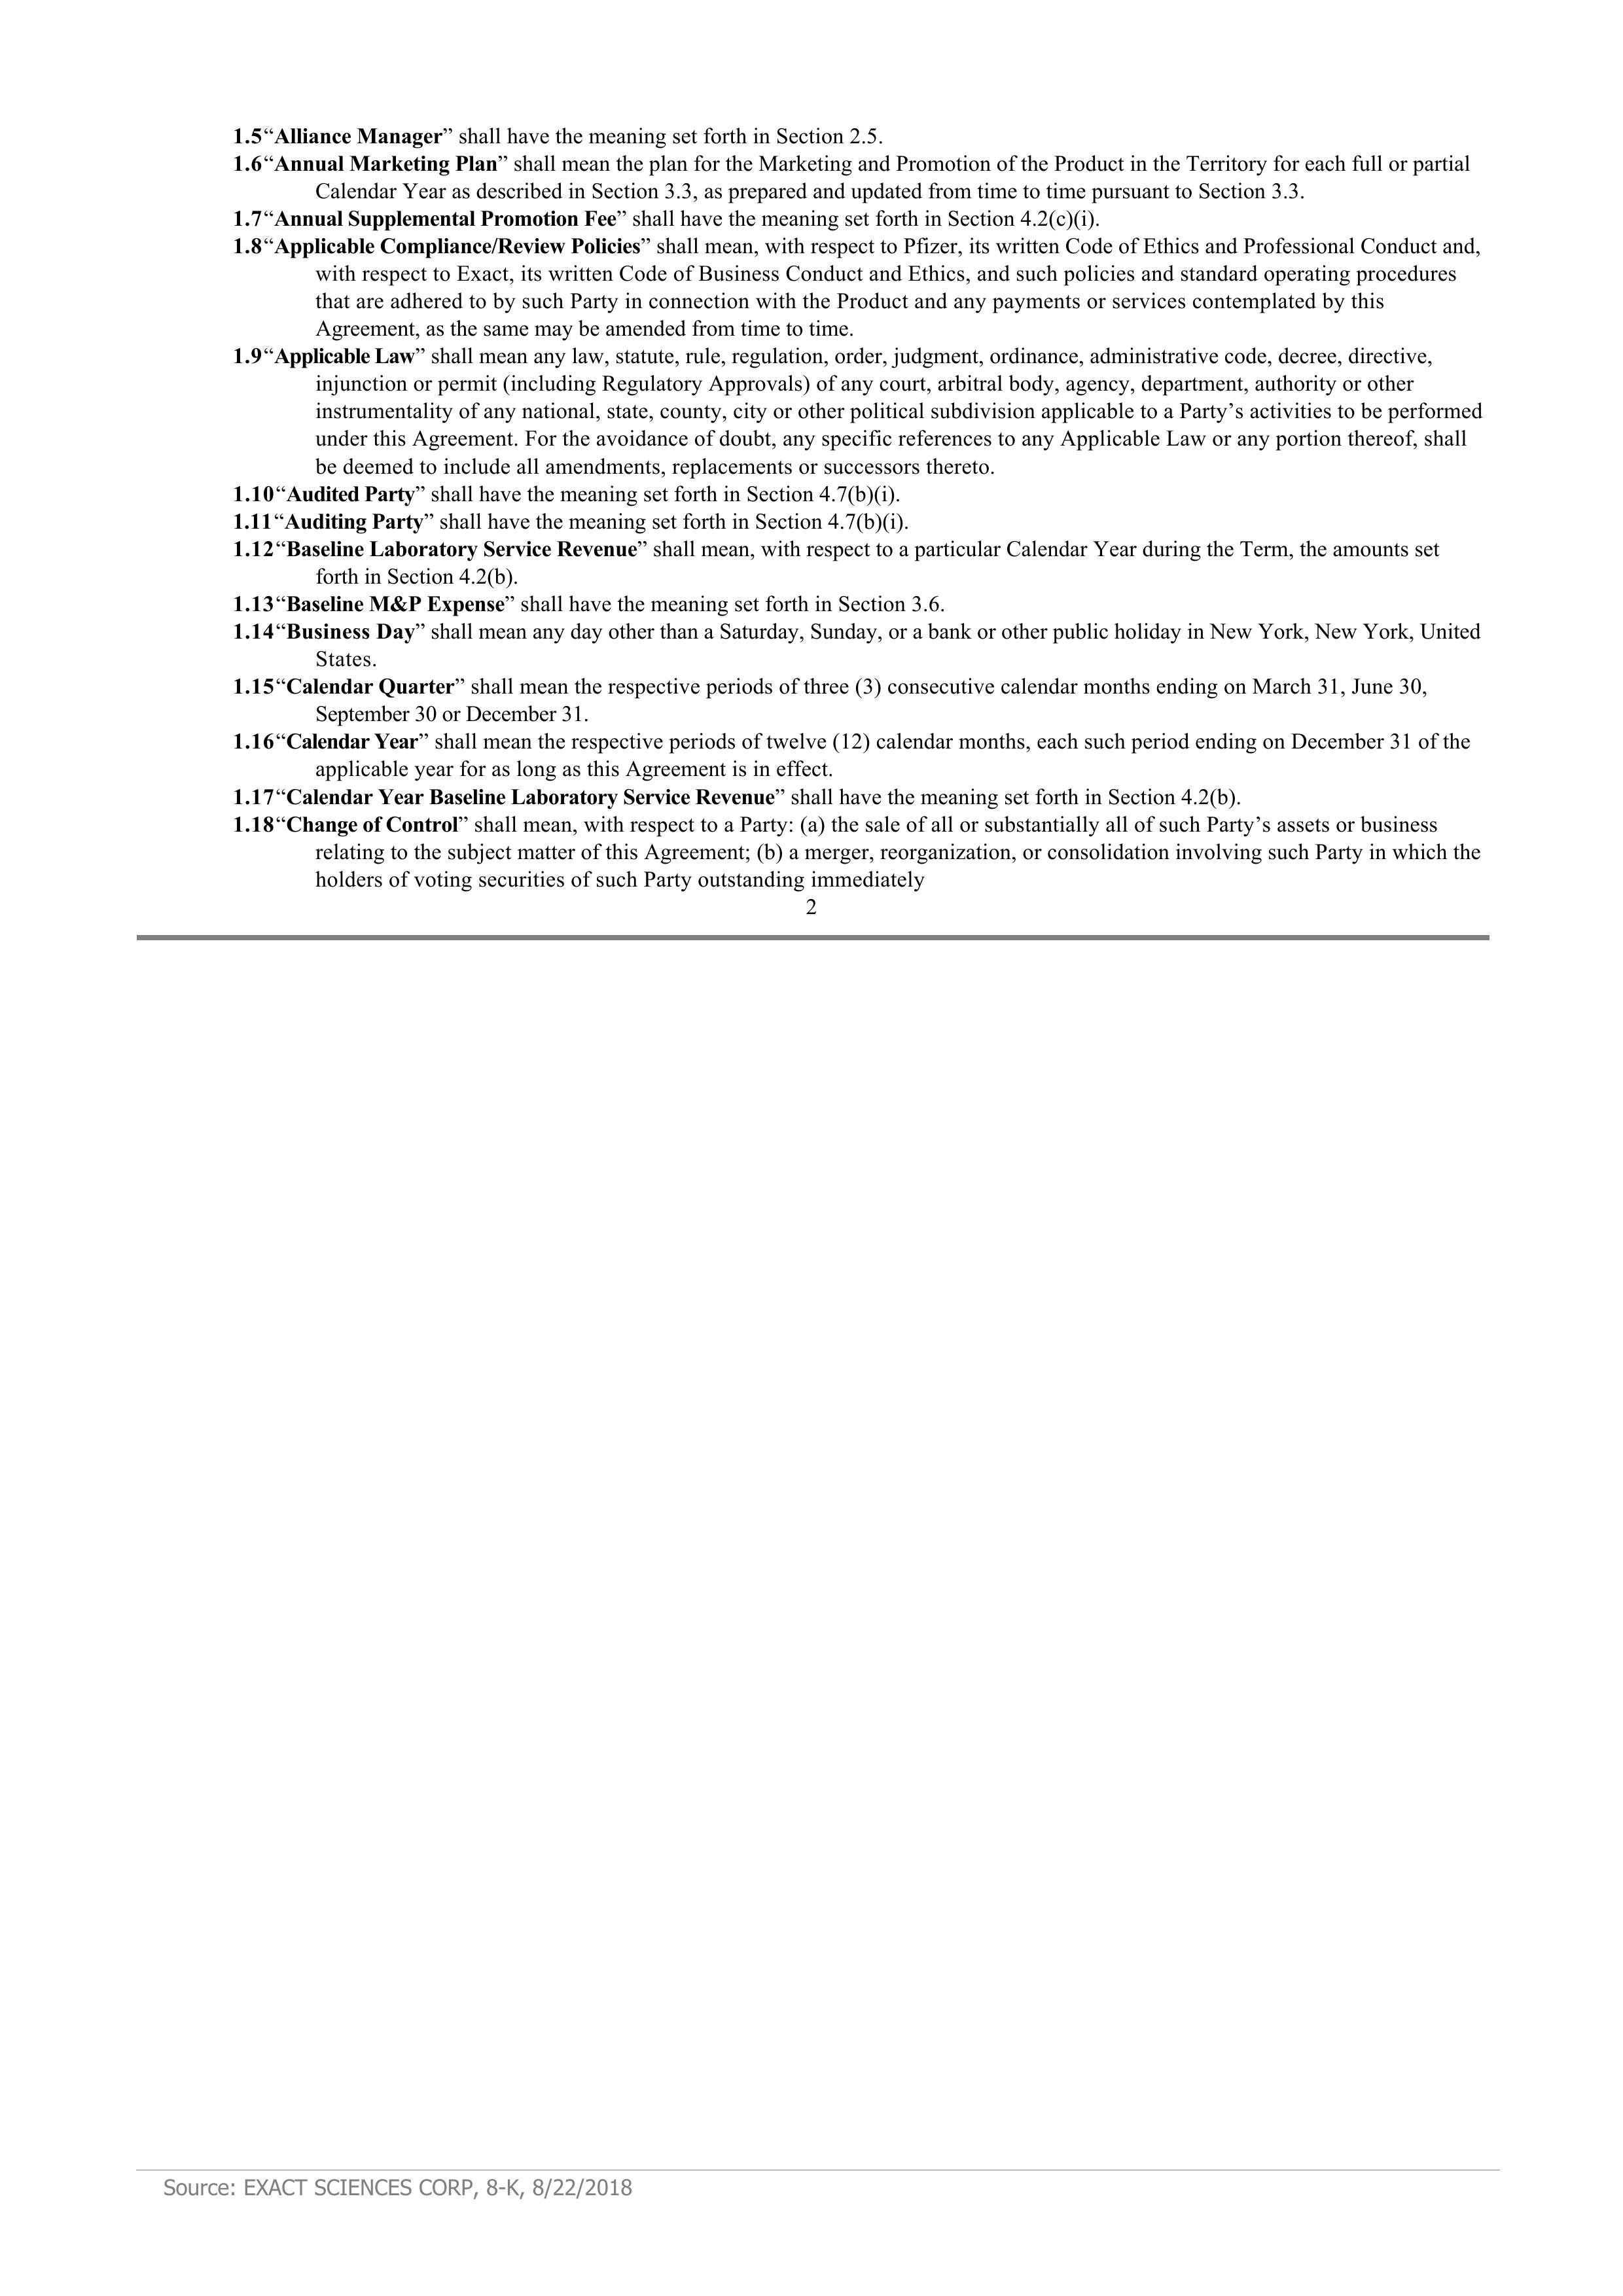 1.5“Alliance Manager” shall have the meaning set forth in Section 2.5.
1.6“Annual Marketing Plan” shall mean the plan for the Marketing and Promotion of the Product in the Territory for each full or partial
Calendar Year as described in Section 3.3, as prepared and updated from time to time pursuant to Section 3.3.
1.7“Annual Supplemental Promotion Fee” shall have the meaning set forth in Section 4.2(c)(i).
1.8“Applicable Compliance/Review Policies” shall mean, with respect to Pfizer, its written Code of Ethics and Professional Conduct and,
with respect to Exact, its written Code of Business Conduct and Ethics, and such policies and standard operating procedures
that are adhered to by such Party in connection with the Product and any payments or services contemplated by this
Agreement, as the same may be amended from time to time.
1.9“Applicable Law” shall mean any law, statute, rule, regulation, order, judgment, ordinance, administrative code, decree, directive,
injunction or permit (including Regulatory Approvals) of any court, arbitral body, agency, department, authority or other
instrumentality of any national, state, county, city or other political subdivision applicable to a Party’s activities to be performed
under this Agreement. For the avoidance of doubt, any specific references to any Applicable Law or any portion thereof, shall
be deemed to include all amendments, replacements or successors thereto.
1.10“Audited Party” shall have the meaning set forth in Section 4.7(b)(i).
1.11“Auditing Party” shall have the meaning set forth in Section 4.7(b)(i).
1.12“Baseline Laboratory Service Revenue” shall mean, with respect to a particular Calendar Year during the Term, the amounts set
forth in Section 4.2(b).
1.13“Baseline M&P Expense” shall have the meaning set forth in Section 3.6.
1.14“Business Day” shall mean any day other than a Saturday, Sunday, or a bank or other public holiday in New York, New York, United
States.
1.15“Calendar Quarter” shall mean the respective periods of three (3) consecutive calendar months ending on March 31, June 30,
September 30 or December 31.
1.16“Calendar Year” shall mean the respective periods of twelve (12) calendar months, each such period ending on December 31 of the
applicable year for as long as this Agreement is in effect.
1.17“Calendar Year Baseline Laboratory Service Revenue” shall have the meaning set forth in Section 4.2(b).
1.18“Change of Control” shall mean, with respect to a Party: (a) the sale of all or substantially all of such Party’s assets or business
relating to the subject matter of this Agreement; (b) a merger, reorganization, or consolidation involving such Party in which the
holders of voting securities of such Party outstanding immediately
2
Source: EXACT SCIENCES CORP, 8-K, 8/22/2018